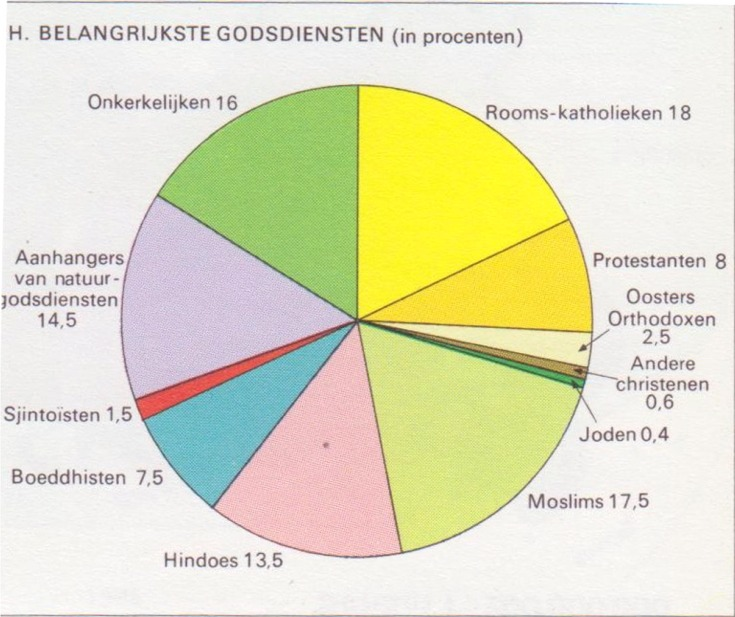 H. BELANGRIJKSTE GODSDIENSTEN (in procenten)
Onkerkelijken 16
Rooms-katholieken 18
Protestanten 8
Oosters
Orthodoxen
2,5
Andere
christenen
0,6
Joden 0,4
Moslims 17,5
Hindoes 13,5
Boeddhisten 7,5
Sjintoïsten 1,5
Aanhangers
van natuur-
godsdiensten
14,5